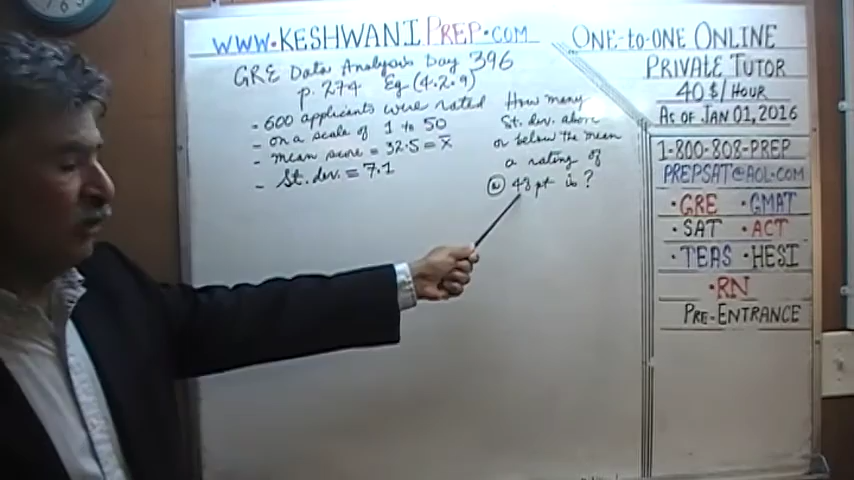 WWW.KESHWANIPREP.COM
GRE Data Analysis Day 396
p. 274 Eg (4.2.9)
- 600 applicants were rated
- on a scale of 1 to 50
- mean score = 32.5 = x̄
- St. dev. = 7.1
How many
St. dev. above
or below the mean
a rating of
ⓐ 48 pt is ?
ONE-to-ONE ONLINE
PRIVATE TUTOR
40 $/HOUR
AS OF JAN 01, 2016
1-800-808-PREP
PREPSAT@AOL.COM
• GRE • GMAT
• SAT • ACT
• TEAS • HESI
• RN
PRE-ENTRANCE